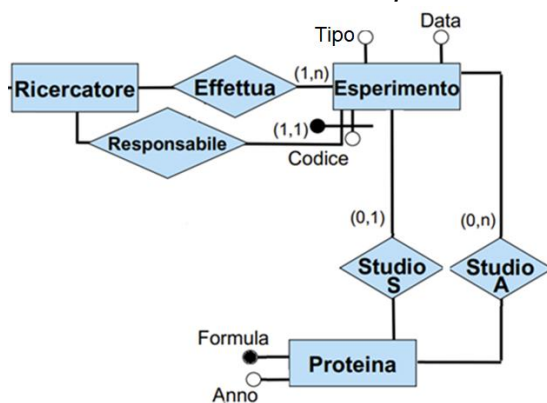 Tipo
Data
Ricercatore
Effettua
(1,n)
Esperimento
Responsabile
(1,1)
Codice
(0,1)
(0,n)
Studio
S
Studio
A
Formula
Proteina
Anno